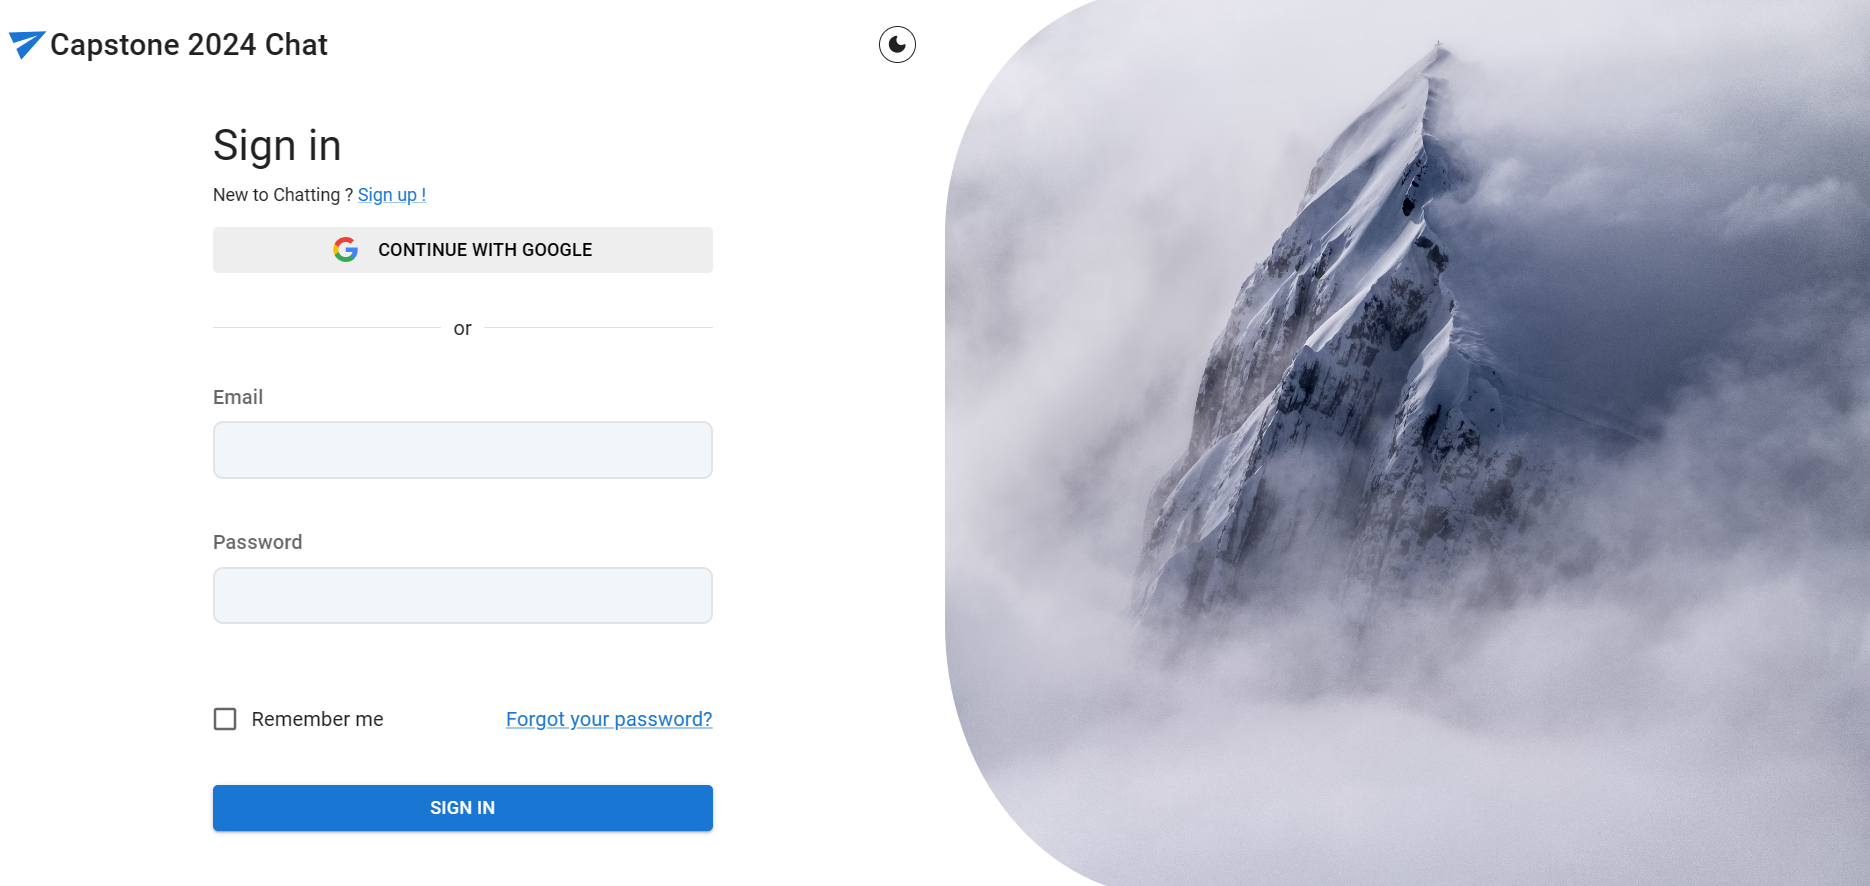 Capstone 2024 Chat
Sign in
New to Chatting ? Sign up !
CONTINUE WITH GOOGLE
or
Email
Password
Remember me
Forgot your password?
SIGN IN